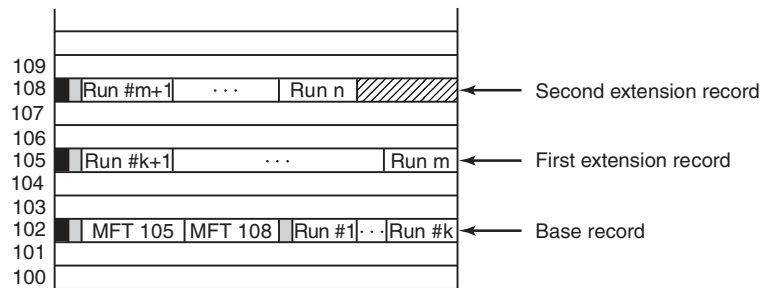 109
108 Run #m+1 · · · Run n Second extension record
107
106
105 Run #k+1 · · · Run m First extension record
104
103
102 MFT 105 MFT 108 Run #1 · · · Run #k Base record
101
100